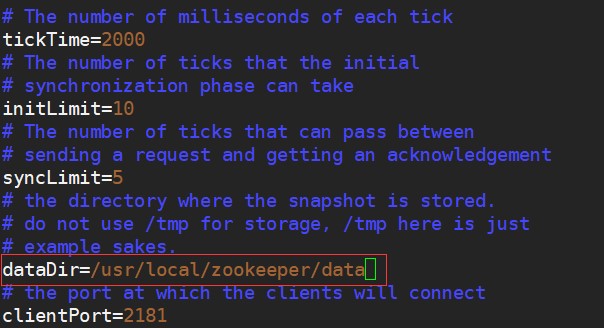 # The number of milliseconds of each tick
tickTime=2000
# The number of ticks that the initial
# synchronization phase can take
initLimit=10
# The number of ticks that can pass between
# sending a request and getting an acknowledgement
syncLimit=5
# the directory where the snapshot is stored.
# do not use /tmp for storage, /tmp here is just
# example sakes.
dataDir=/usr/local/zookeeper/data
# the port at which the clients will connect
clientPort=2181